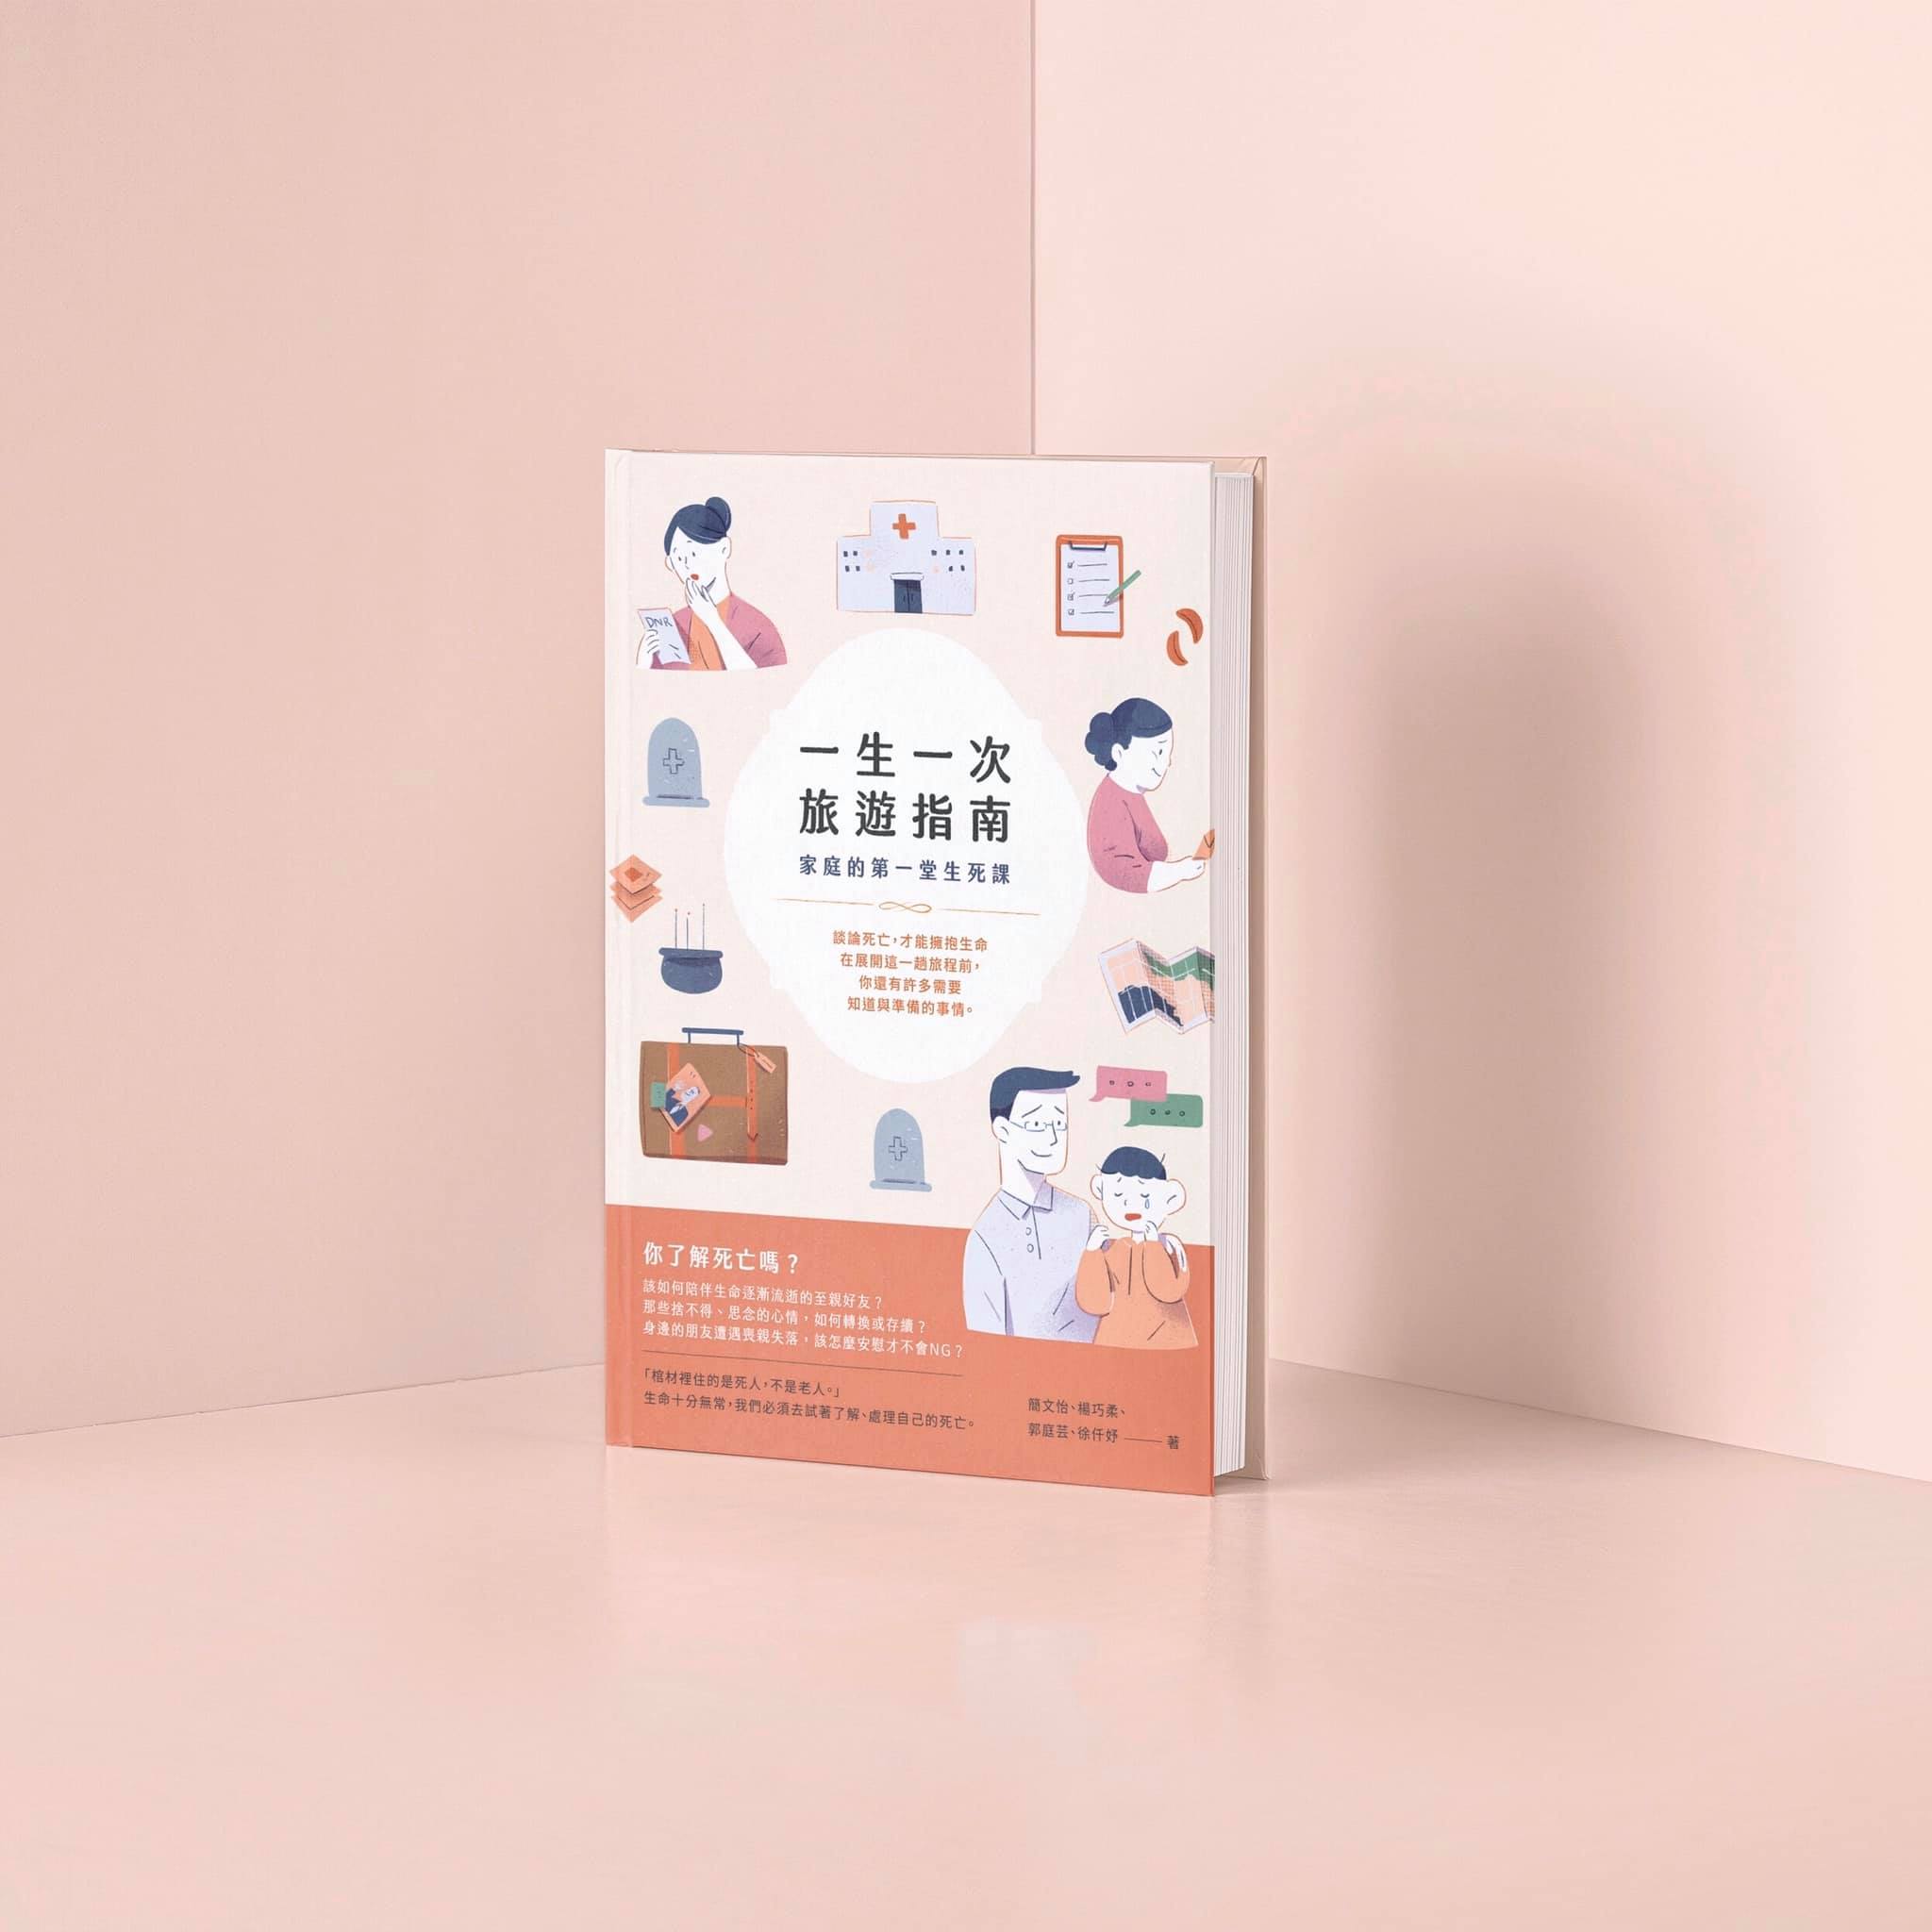 DNR
一生一次
旅遊指南
家庭的第一堂生死課
談論死亡，才能擁抱生命
在展開這一趟旅程前，
你還有許多需要
知道與準備的事情。
你了解死亡嗎？
該如何陪伴生命逐漸流逝的至親好友？
那些捨不得、思念的心情，如何轉換或存續？
身邊的朋友遭遇喪親失落，該怎麼安慰才不會NG？
「棺材裡住的是死人，不是老人。」
生命十分無常，我們必須去試著了解、處理自己的死亡。
簡文怡、楊巧柔、
郭庭芸、徐仟妤 —— 著